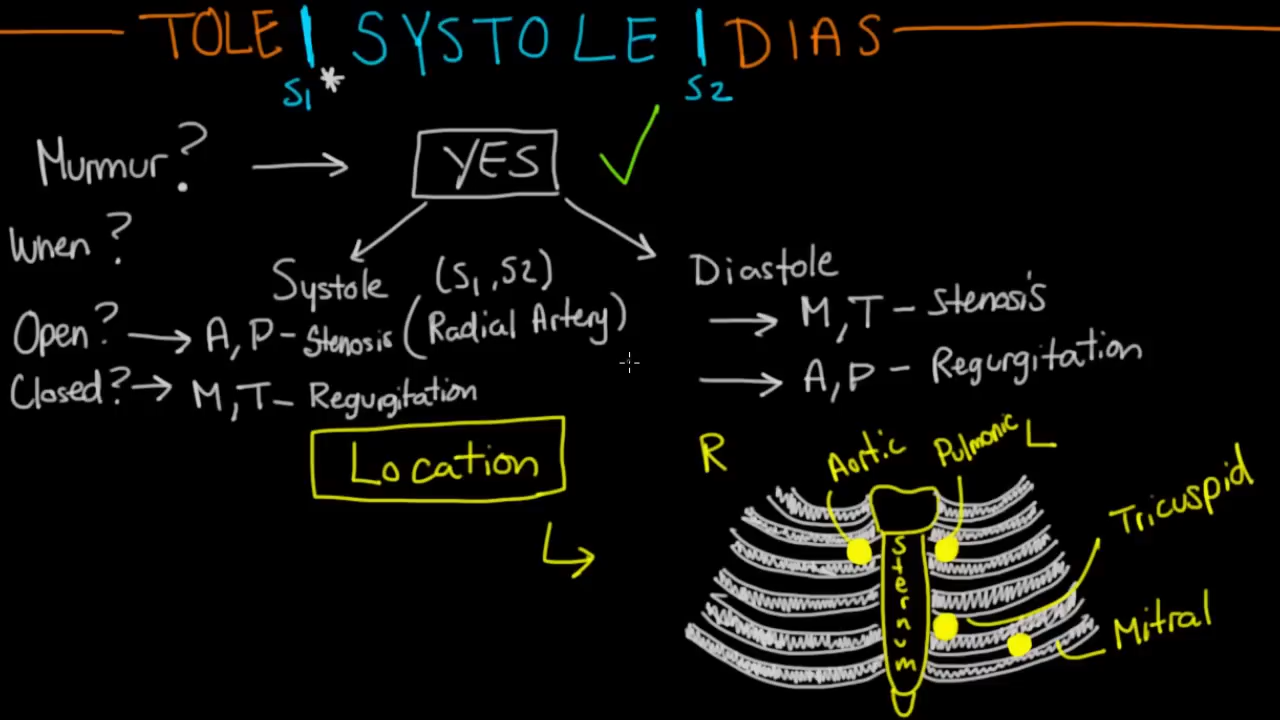 TOLE | SYSTOLE | DIAS
S1 * S2
Murmur? → YES ✓
When?
Systole (S1, S2)
Diastole
Open? → A, P - Stenosis (Radial Artery)
→ M, T - Stenosis
Closed? → M, T - Regurgitation
→ A, P - Regurgitation
Location
R Aortic Pulmonic L
Tricuspid
Mitral
Sternum